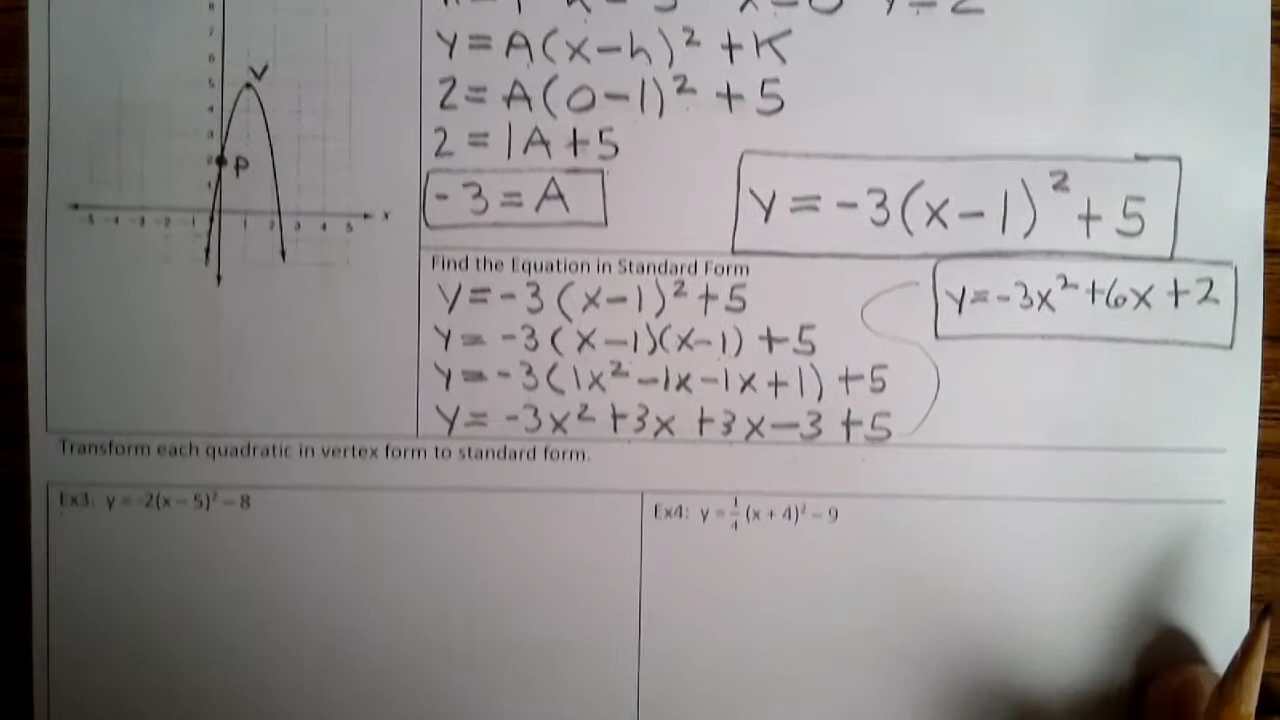 V
P
x
y = A(x-h)² + K
2 = A(0-1)² + 5
2 = 1A + 5
-3 = A
y = -3(x-1)² + 5
Find the Equation in Standard Form
y = -3(x-1)² + 5
y = -3x² + 6x + 2
y = -3(x-1)(x-1) + 5
y = -3(1x² - 1x - 1x + 1) + 5
y = -3x² + 3x + 3x - 3 + 5
Transform each quadratic in vertex form to standard form.
Ex3: y = -2(x – 5)² – 8
Ex4: y = 1/4 (x + 4)² – 9